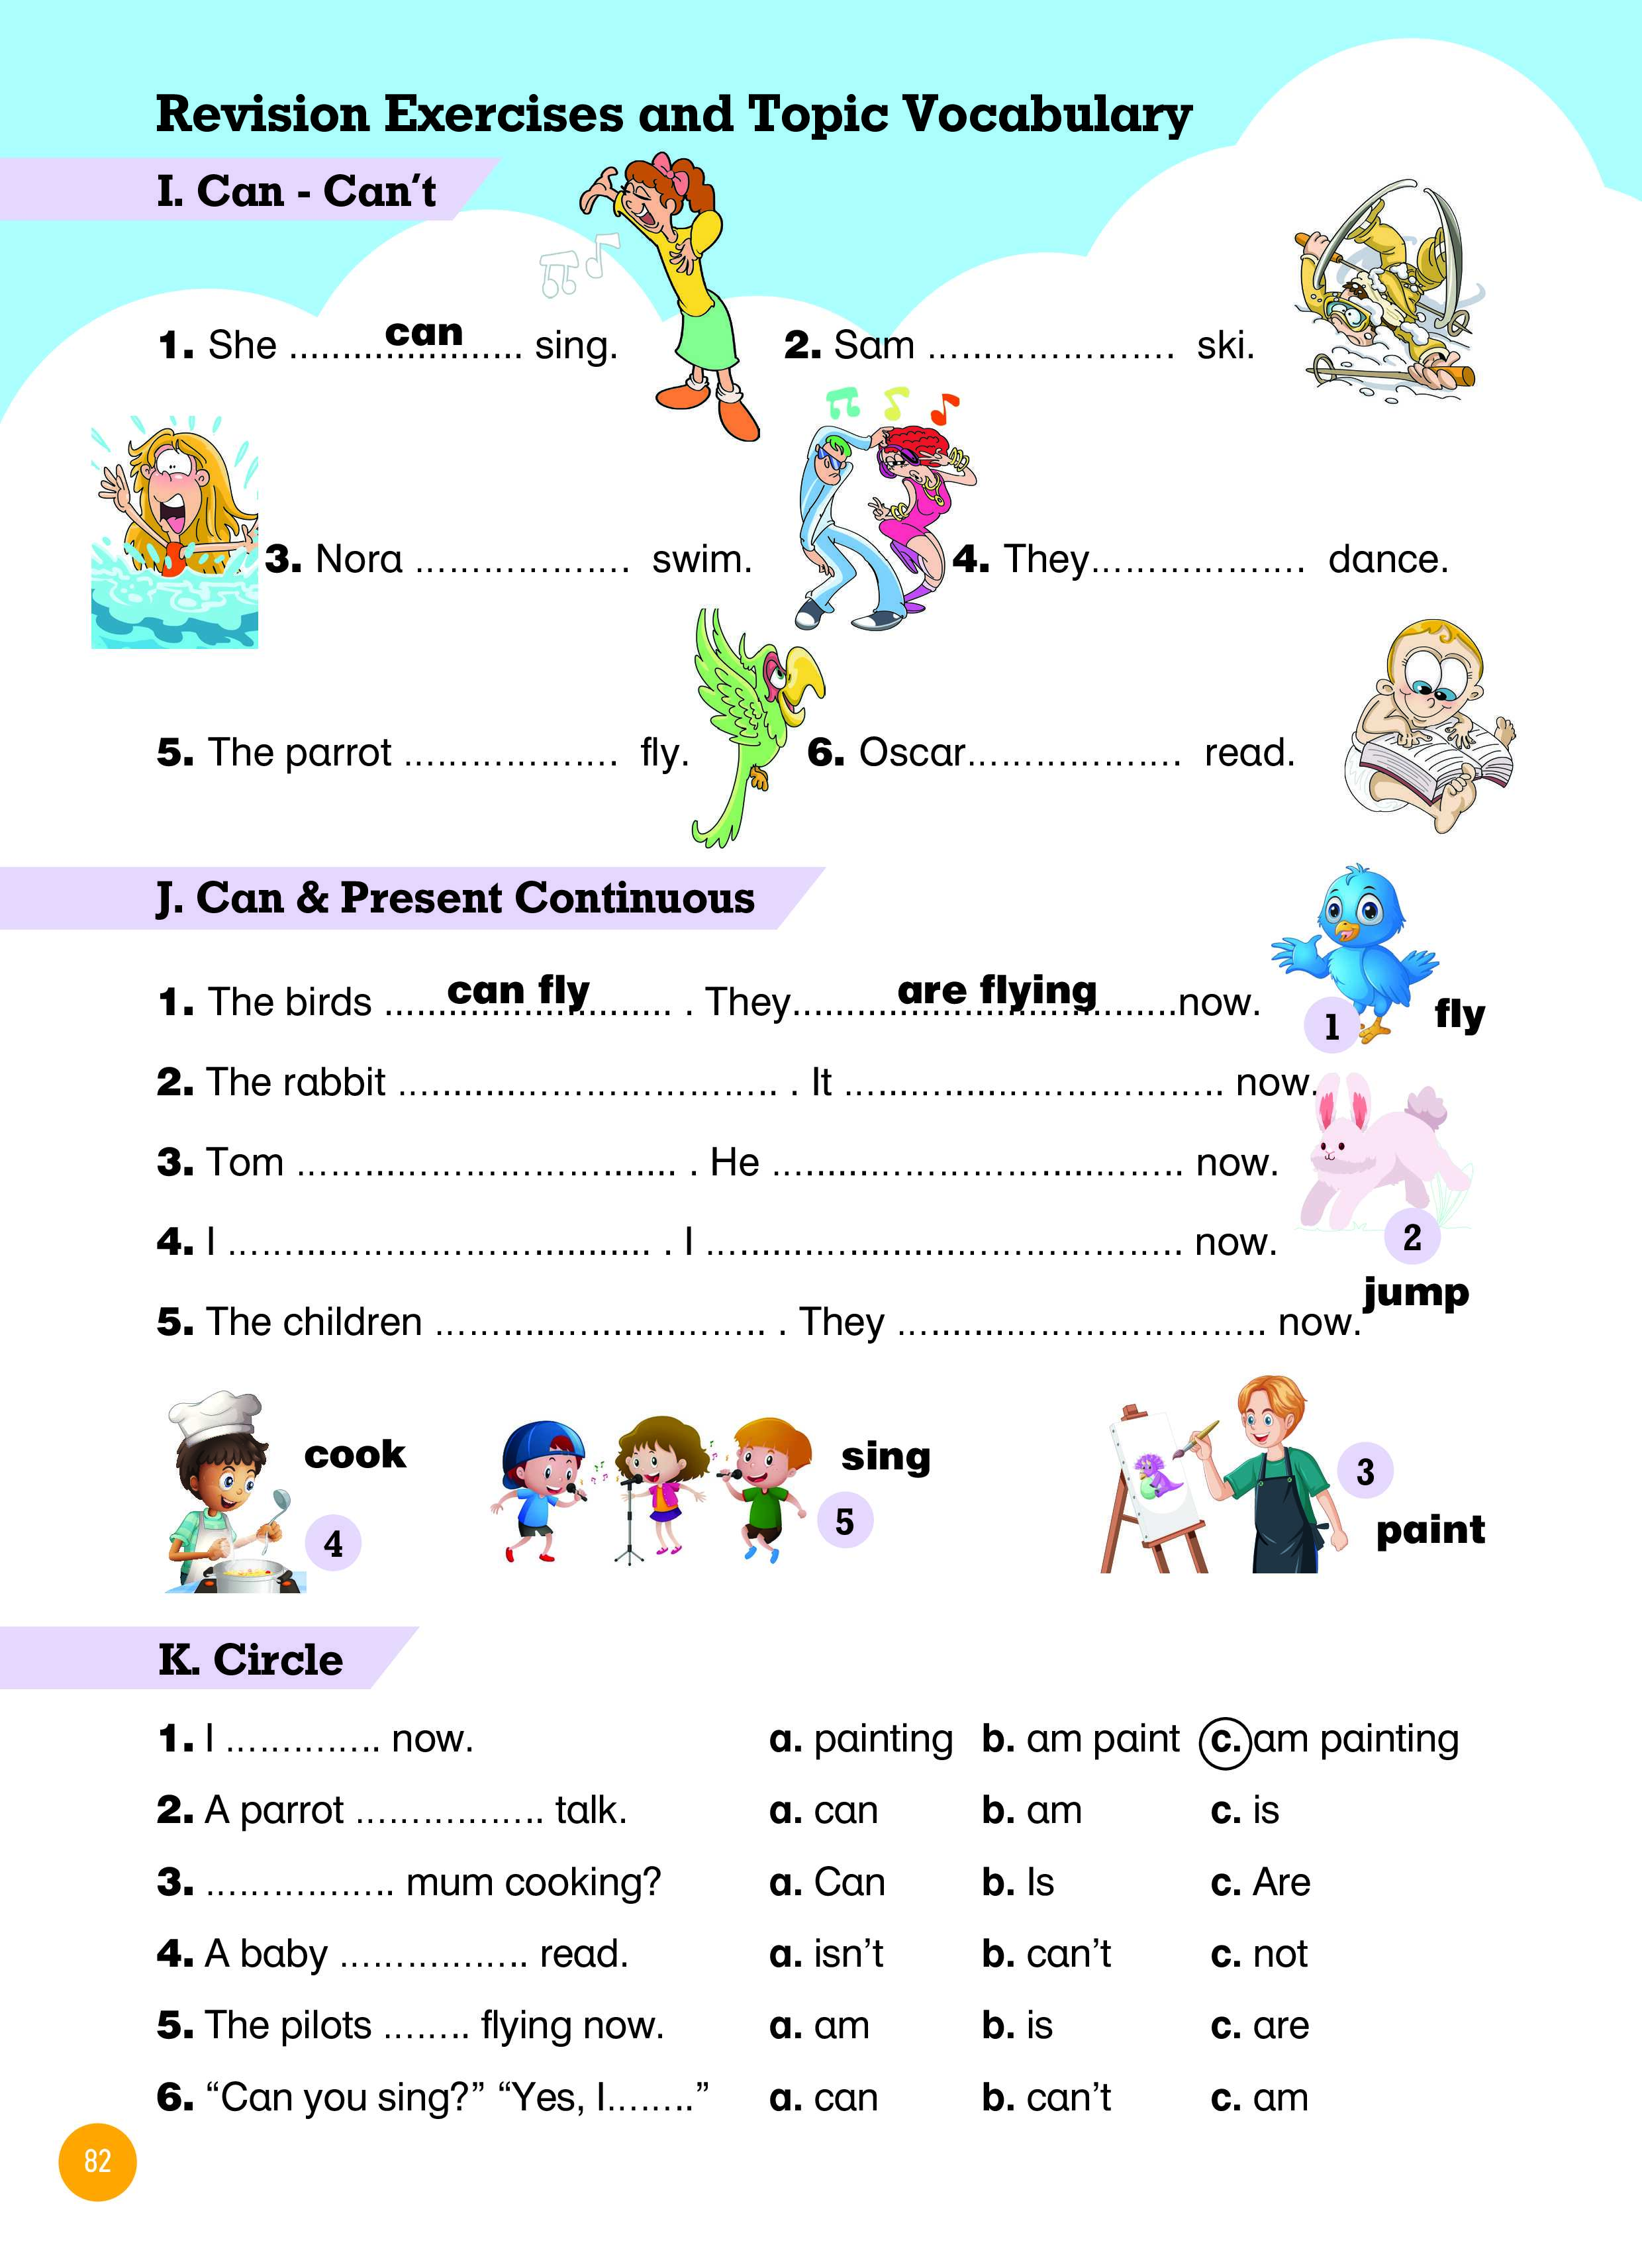 Revision Exercises and Topic Vocabulary
I. Can - Can't
1. She ...................... sing.
can
2. Sam ........................ ski.
3. Nora .................... swim.
4. They.................... dance.
5. The parrot .................... fly.
6. Oscar.................... read.
J. Can & Present Continuous
1. The birds ........................... . They....................................now.
can fly
are flying
1
fly
2. The rabbit .................................... . It .................................... now.
3. Tom .................................... . He ...................................... now.
4. I ........................................ . I ............................................. now.
2
jump
5. The children ............................... . They ................................... now.
cook
4
sing
5
3
paint
K. Circle
1. I .............. now. a. painting b. am paint c. am painting
2. A parrot ................. talk. a. can b. am c. is
3. ................. mum cooking? a. Can b. Is c. Are
4. A baby ................. read. a. isn't b. can't c. not
5. The pilots ........ flying now. a. am b. is c. are
6. “Can you sing?” “Yes, I........” a. can b. can't c. am
82